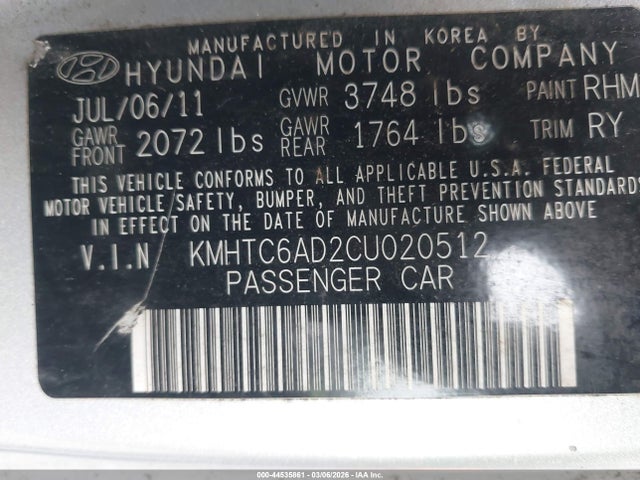 MANUFACTURED IN KOREA BY
HYUNDAI MOTOR COMPANY
JUL/06/11 GVWR 3748 lbs PAINT RHM
GAWR FRONT 2072 lbs GAWR REAR 1764 lbs TRIM RY
THIS VEHICLE CONFORMS TO ALL APPLICABLE U.S.A. FEDERAL
MOTOR VEHICLE SAFETY, BUMPER, AND THEFT PREVENTION STANDARDS
IN EFFECT ON THE DATE OF MANUFACTURE SHOWN ABOVE
V.I.N KMHTC6AD2CU020512
PASSENGER CAR
000-44535861 | 03/06/2026 - COPART IAA